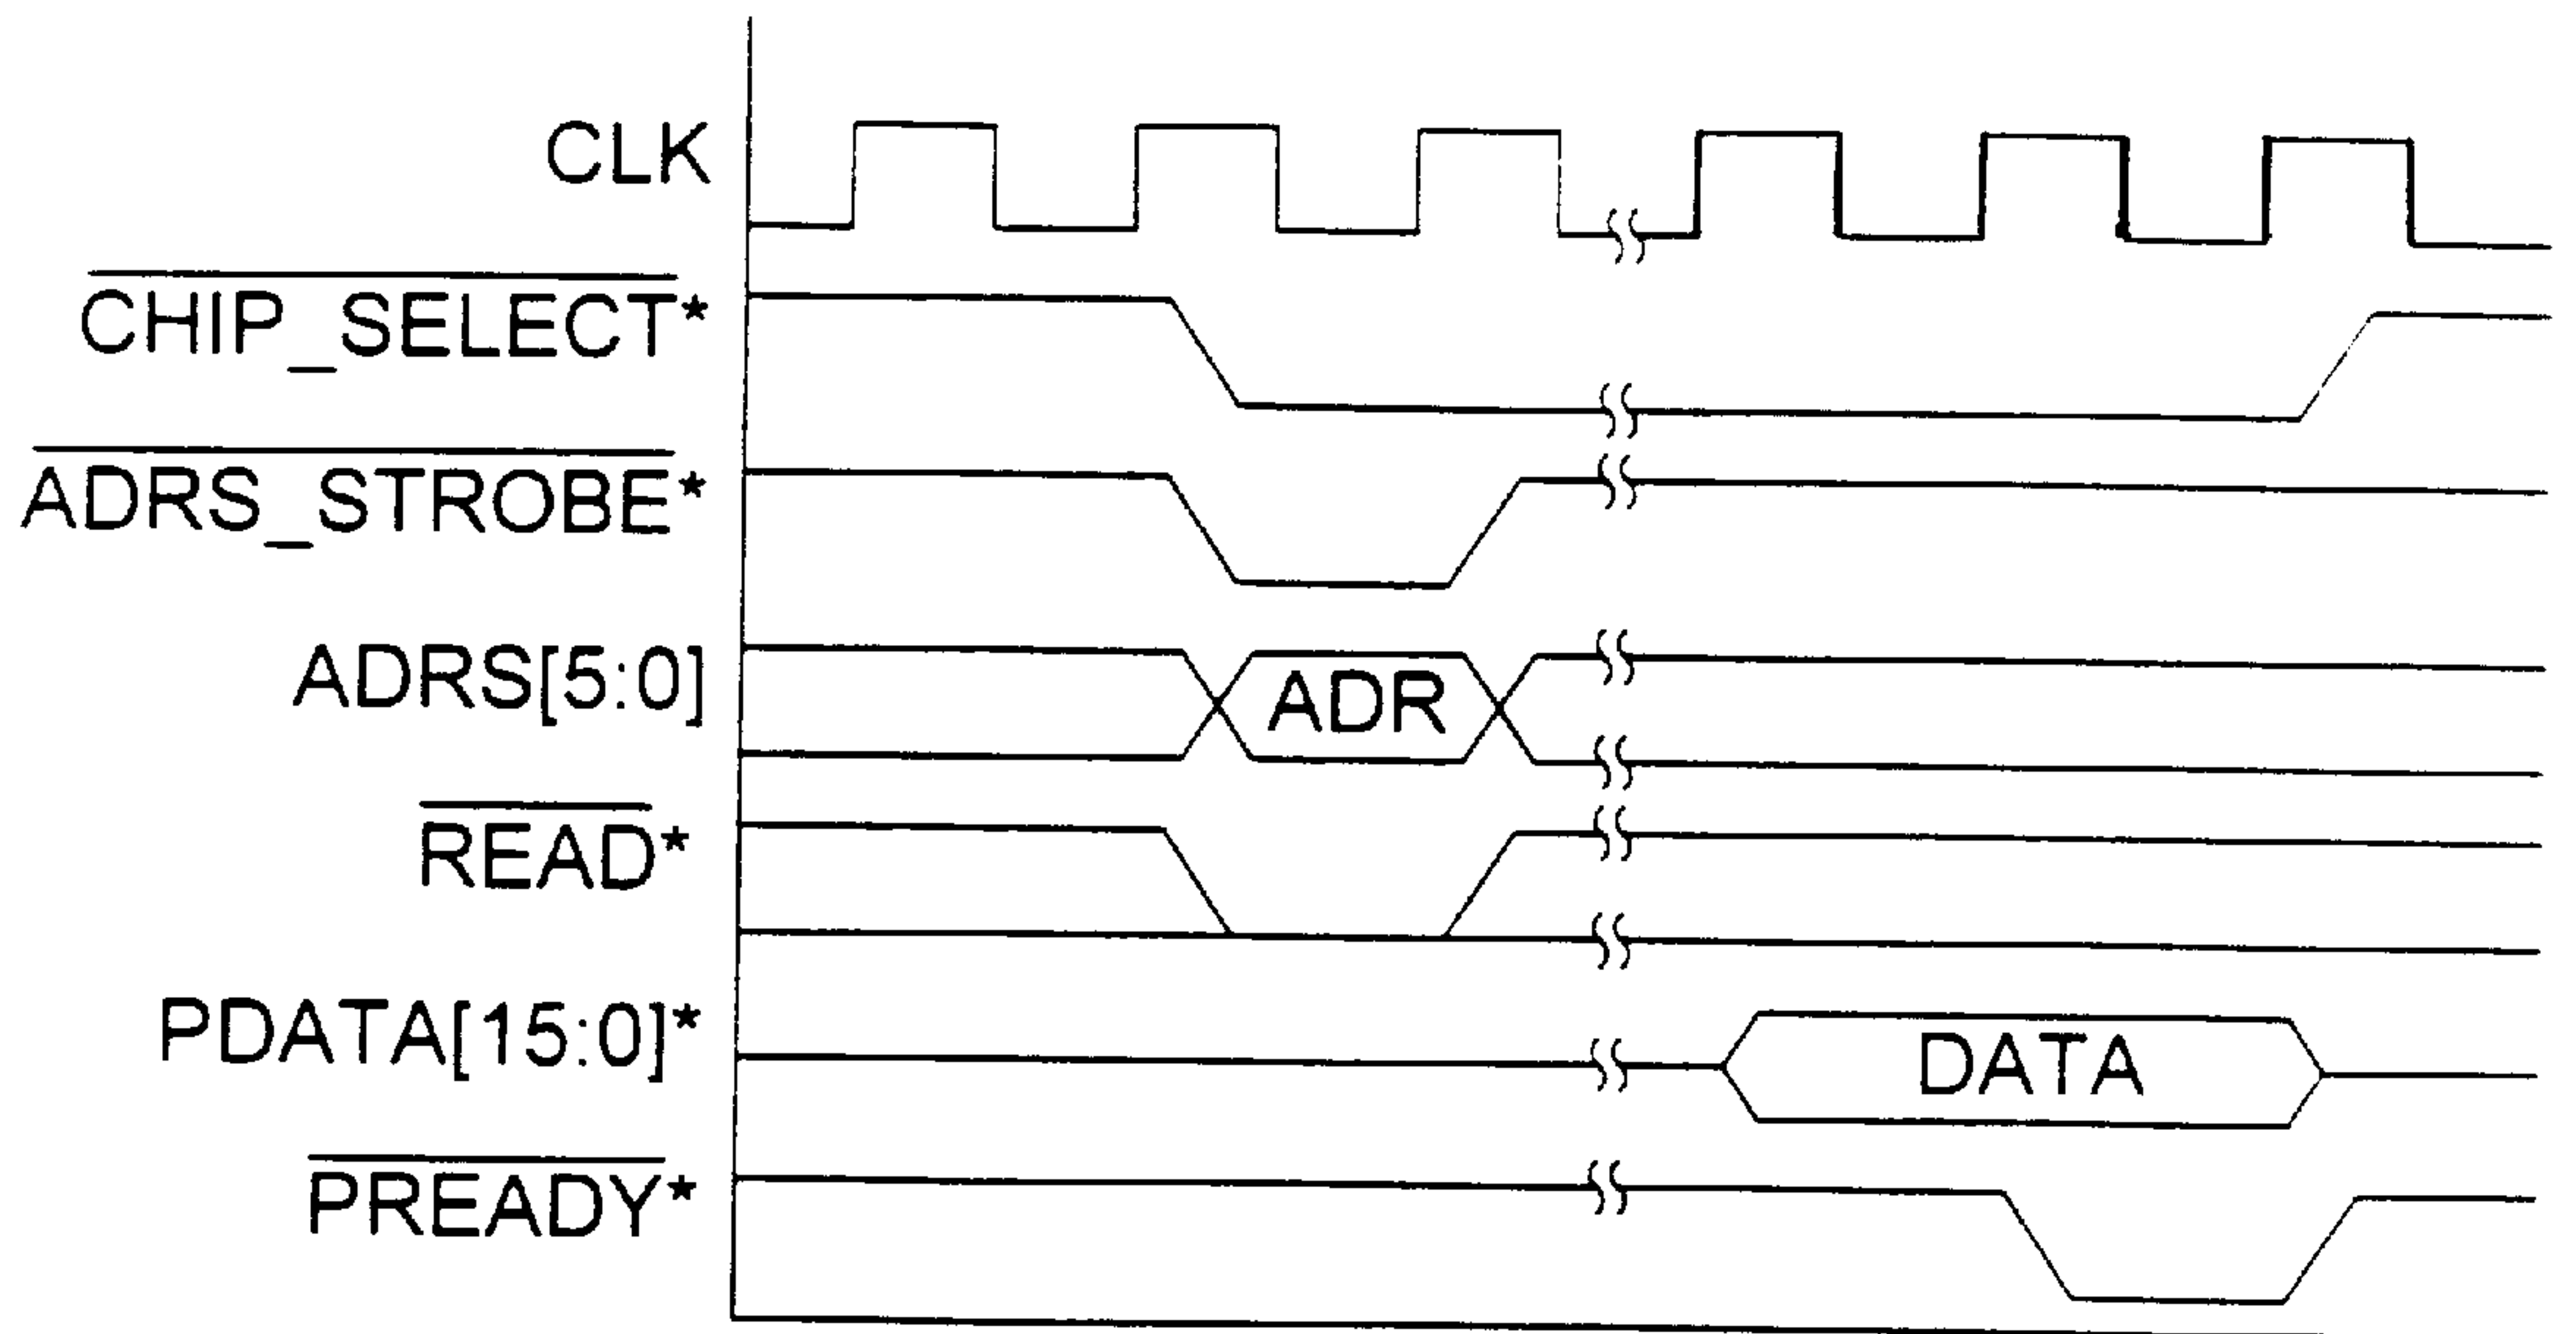 CLK
CHIP_SELECT*
ADRS_STROBE*
ADRS[5:0]
ADR
READ*
PDATA[15:0]*
DATA
PREADY*